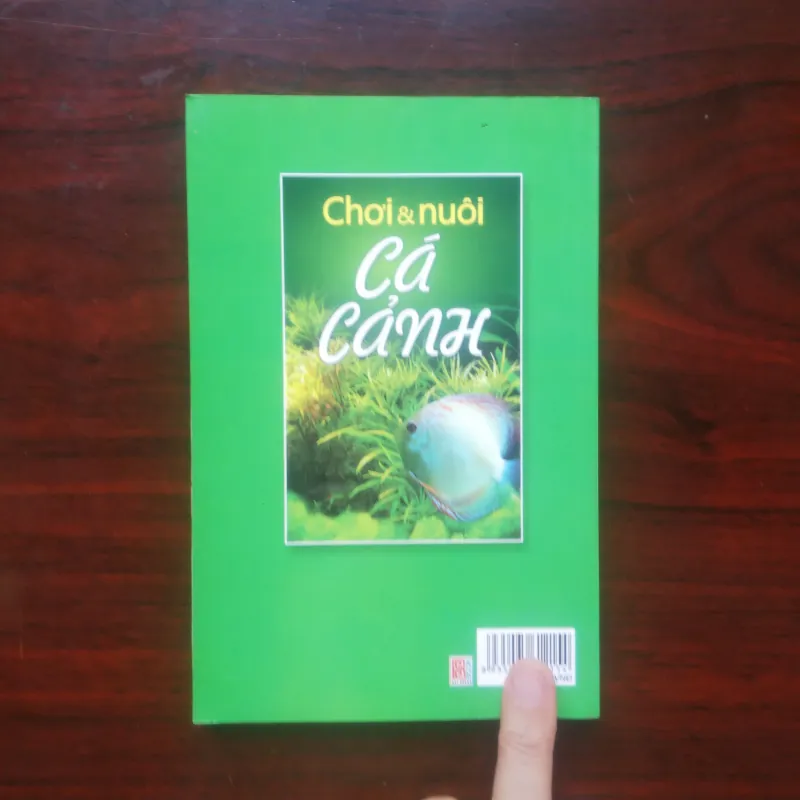 Chơi & nuôi
Cá
Cảnh